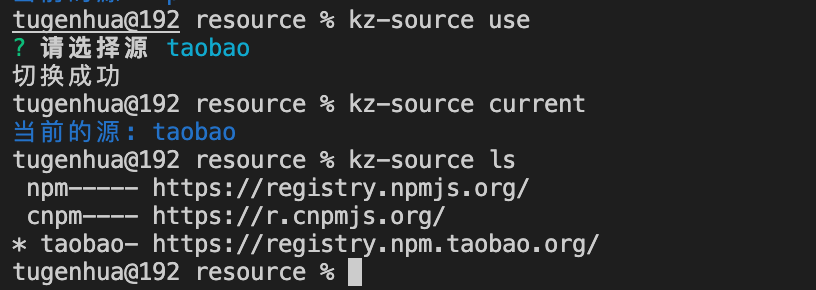 tugenhua@192 resource % kz-source use
? 请选择源 taobao
切换成功
tugenhua@192 resource % kz-source current
当前的源: taobao
tugenhua@192 resource % kz-source ls
npm----- https://registry.npmjs.org/
cnpm---- https://r.cnpmjs.org/
* taobao- https://registry.npm.taobao.org/
tugenhua@192 resource %